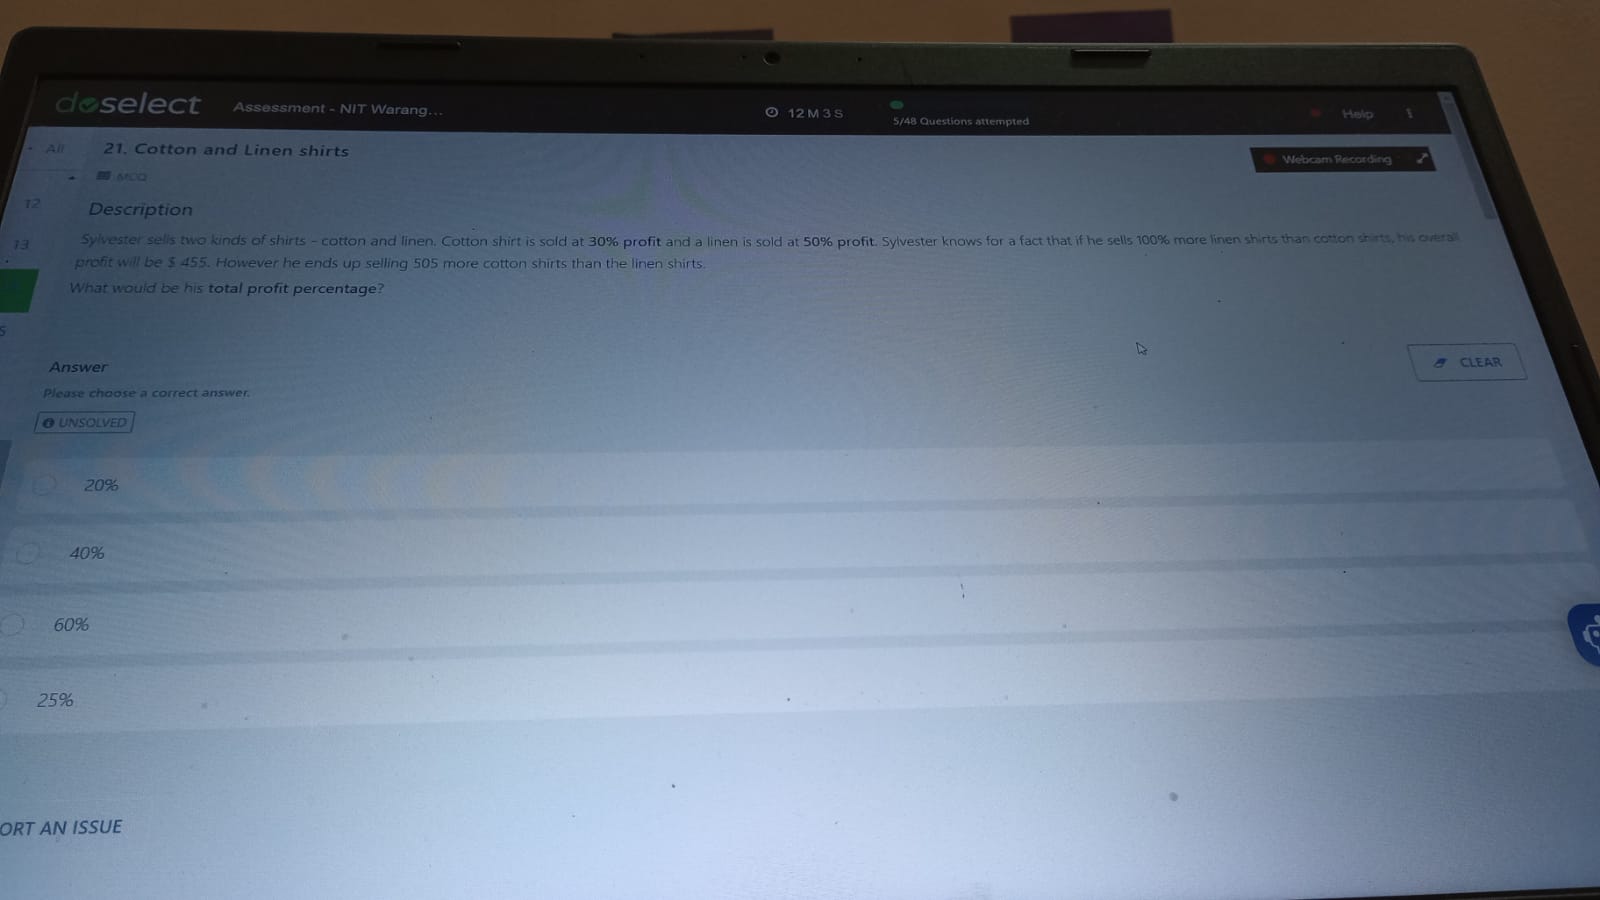 doselect Assessment - NIT Warang... 12 M 3 S 5/48 Questions attempted Help
All 21. Cotton and Linen shirts Webcam Recording
MCQ
12 Description
13 Sylvester sells two kinds of shirts - cotton and linen. Cotton shirt is sold at 30% profit and a linen is sold at 50% profit. Sylvester knows for a fact that if he sells 100% more linen shirts than cotton shirts, his overall
profit will be $ 455. However he ends up selling 505 more cotton shirts than the linen shirts.
What would be his total profit percentage?
Answer CLEAR
Please choose a correct answer.
UNSOLVED
20%
40%
60%
25%
ORT AN ISSUE